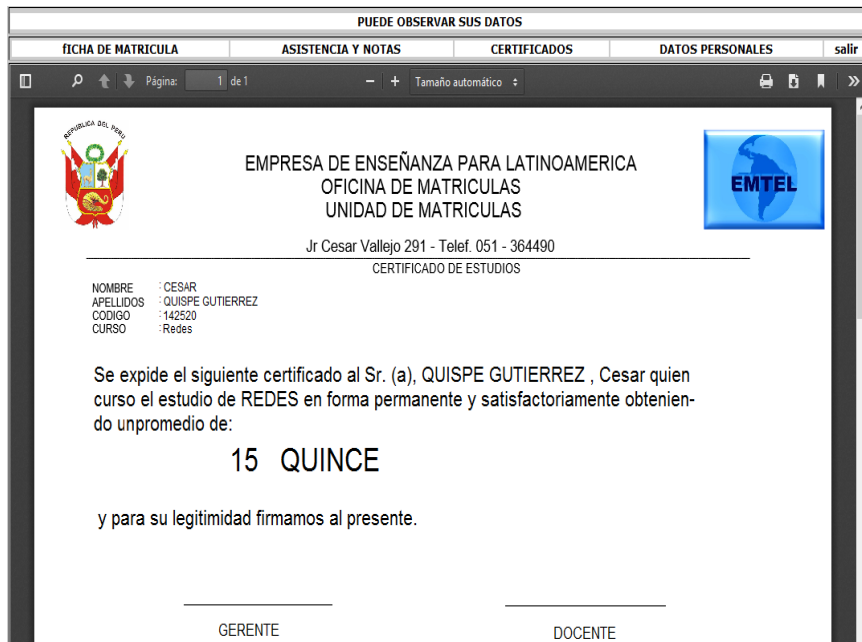 PUEDE OBSERVAR SUS DATOS
fICHA DE MATRICULA ASISTENCIA Y NOTAS CERTIFICADOS DATOS PERSONALES salir
Página: 1 de 1 Tamaño automático
REPUBLICA DEL PERU
EMPRESA DE ENSEÑANZA PARA LATINOAMERICA
OFICINA DE MATRICULAS
UNIDAD DE MATRICULAS
EMTEL
Jr Cesar Vallejo 291 - Telef. 051 - 364490
CERTIFICADO DE ESTUDIOS
NOMBRE : CESAR
APELLIDOS : QUISPE GUTIERREZ
CODIGO : 142520
CURSO : Redes
Se expide el siguiente certificado al Sr. (a), QUISPE GUTIERREZ , Cesar quien
curso el estudio de REDES en forma permanente y satisfactoriamente obtenien-
do unpromedio de:
15 QUINCE
y para su legitimidad firmamos al presente.
GERENTE DOCENTE